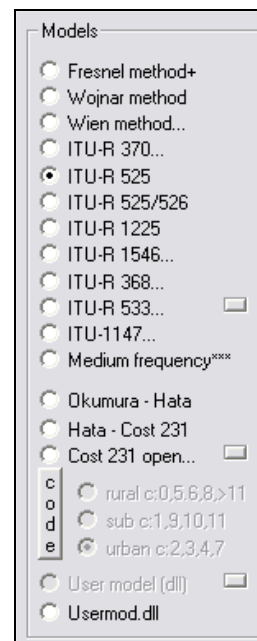 Models
Fresnel method+
Wojnar method
Wien method...
ITU-R 370...
ITU-R 525
ITU-R 525/526
ITU-R 1225
ITU-R 1546...
ITU-R 368...
ITU-R 533...
ITU-1147...
Medium frequency***
Okumura - Hata
Hata - Cost 231
Cost 231 open...
code
rural c:0,5,6,8,>11
sub c:1,9,10,11
urban c:2,3,4,7
User model (dll)
Usermod.dll